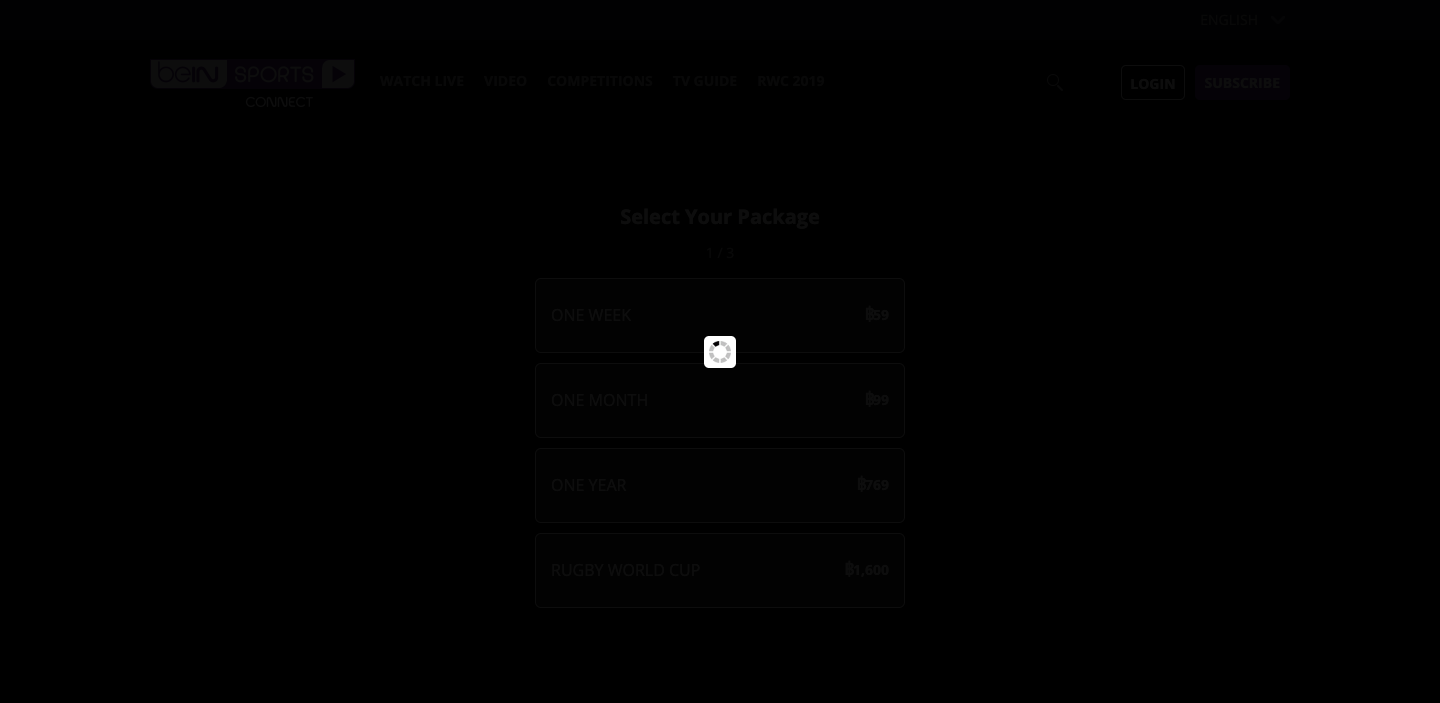 ENGLISH
beIN SPORTS
CONNECT
WATCH LIVE VIDEO COMPETITIONS TV GUIDE RWC 2019 LOGIN SUBSCRIBE
Select Your Package
1 / 3
ONE WEEK ฿59
ONE MONTH ฿99
ONE YEAR ฿769
RUGBY WORLD CUP ฿1,600